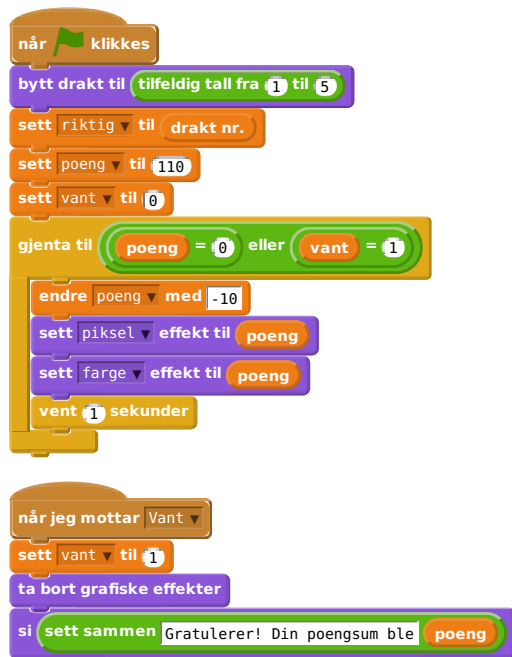 når klikkes
bytt drakt til tilfeldig tall fra 1 til 5
sett riktig til drakt nr.
sett poeng til 110
sett vant til 0
gjenta til poeng = 0 eller vant = 1
endre poeng med -10
sett piksel effekt til poeng
sett farge effekt til poeng
vent 1 sekunder
når jeg mottar Vant
sett vant til 1
ta bort grafiske effekter
si sett sammen Gratulerer! Din poengsum ble poeng